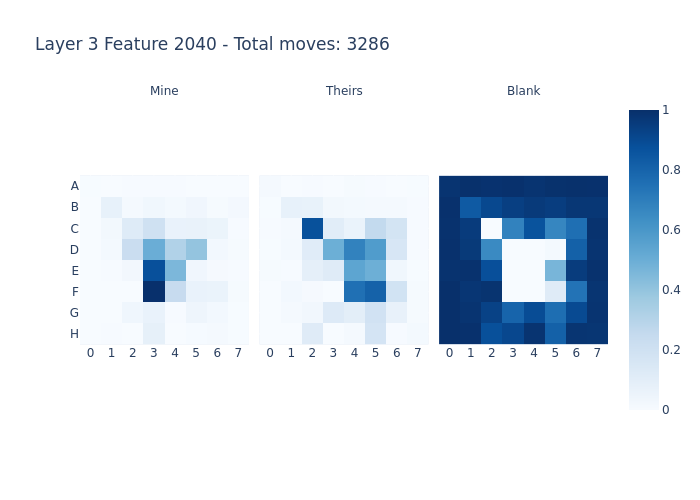 Layer 3 Feature 2040 - Total moves: 3286
Mine Theirs Blank
A
B
C
D
E
F
G
H
0 1 2 3 4 5 6 7 0 1 2 3 4 5 6 7 0 1 2 3 4 5 6 7
1
0.8
0.6
0.4
0.2
0